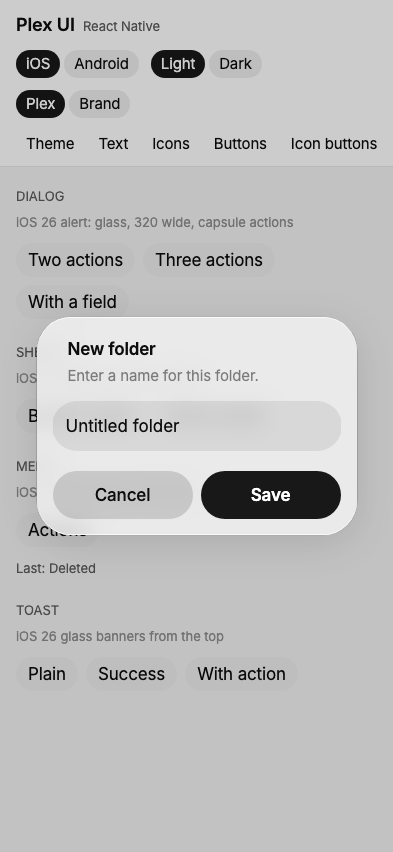 Plex UI React Native
iOS Android Light Dark
Plex Brand
Theme Text Icons Buttons Icon buttons
DIALOG
iOS 26 alert: glass, 320 wide, capsule actions
Two actions Three actions
With a field
New folder
Enter a name for this folder.
Untitled folder
Cancel Save
Actions
Last: Deleted
TOAST
iOS 26 glass banners from the top
Plain Success With action